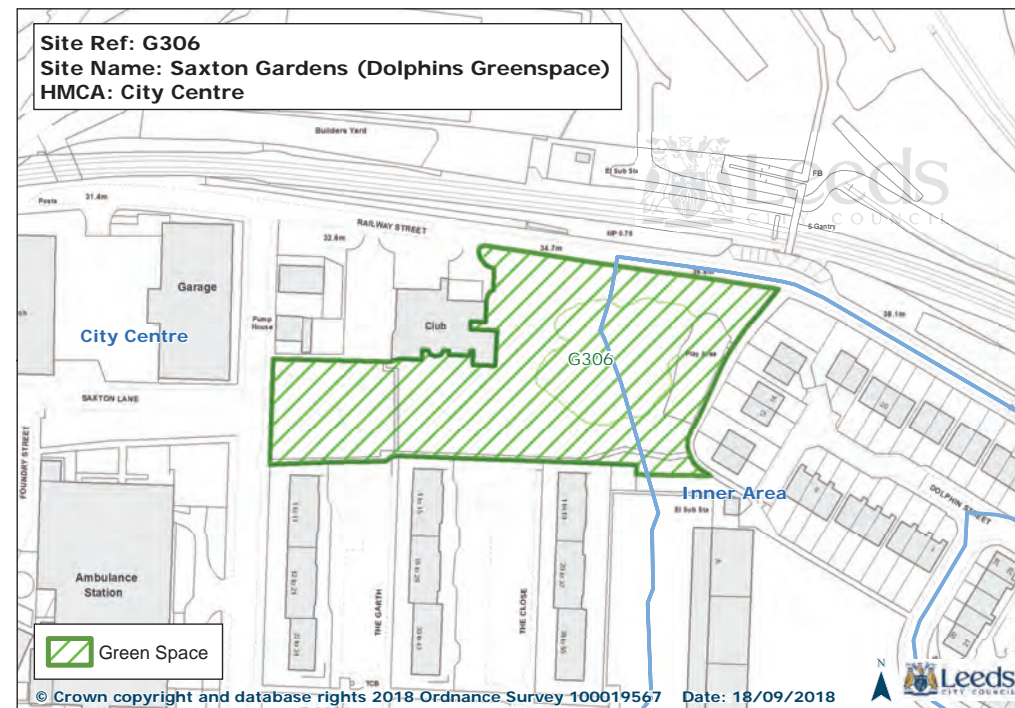 Site Ref: G306
Site Name: Saxton Gardens (Dolphins Greenspace)
HMCA: City Centre
Builders Yard
El Sub Sta
FB
Leeds
CITY COUNCIL
Posts
31.4m
RAILWAY STREET
32.6m
34.7m
MP 0.75
S Gantry
38.1m
Garage
Pump
House
Club
City Centre
G306
Play Area
SAXTON LANE
FOUNDRY STREET
Inner Area
El Sub Sta
DOLPHIN STREET
Ambulance
Station
THE GARTH
THE CLOSE
TCB
Green Space
N
Leeds
CITY COUNCIL
© Crown copyright and database rights 2018 Ordnance Survey 100019567 Date: 18/09/2018